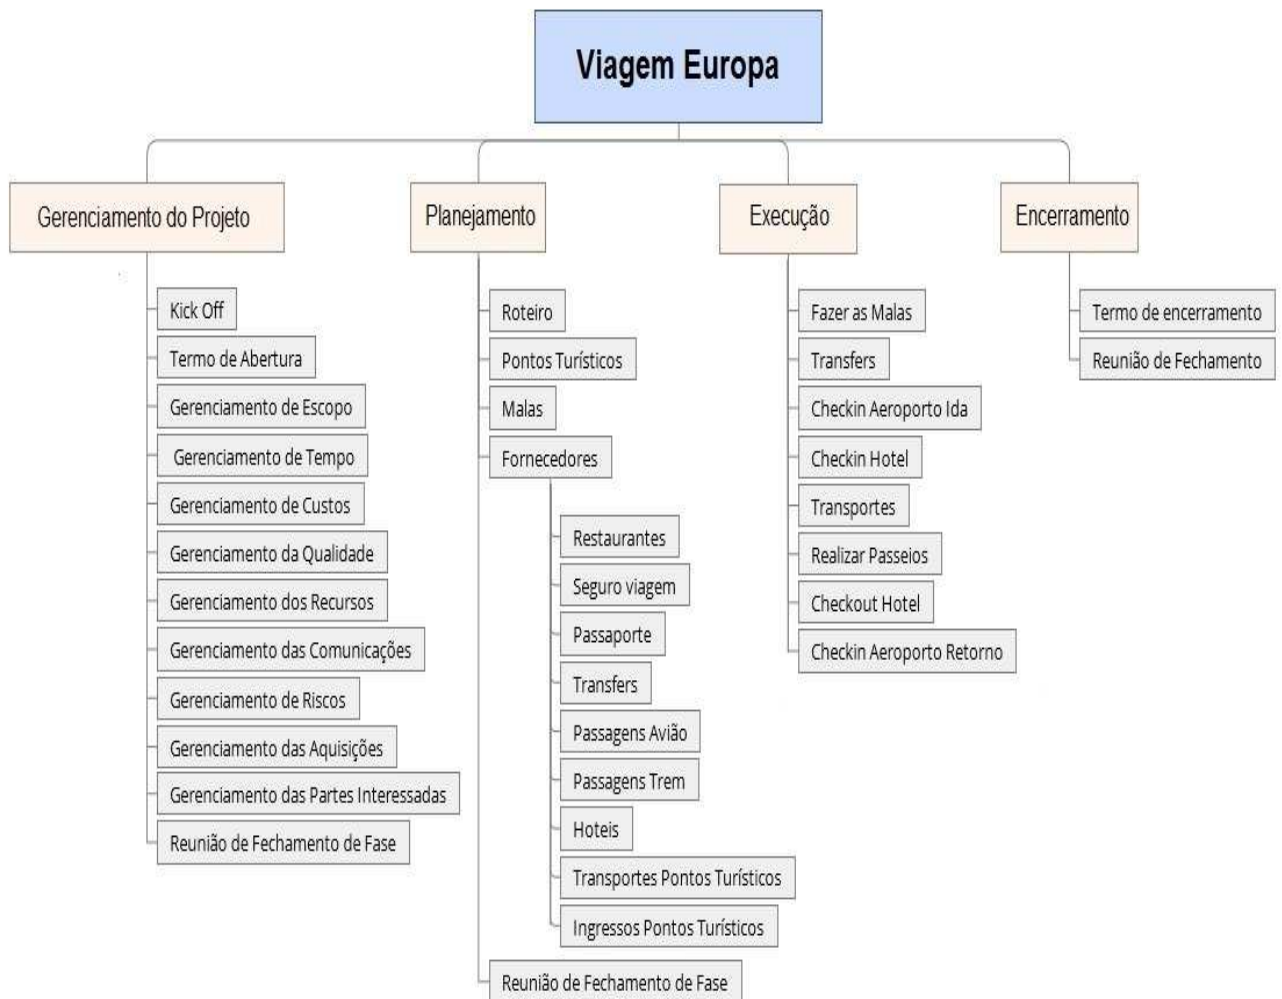 Viagem Europa
Gerenciamento do Projeto
Kick Off
Termo de Abertura
Gerenciamento de Escopo
Gerenciamento de Tempo
Gerenciamento de Custos
Gerenciamento da Qualidade
Gerenciamento dos Recursos
Gerenciamento das Comunicações
Gerenciamento de Riscos
Gerenciamento das Aquisições
Gerenciamento das Partes Interessadas
Reunião de Fechamento de Fase
Planejamento
Roteiro
Pontos Turísticos
Malas
Fornecedores
Restaurantes
Seguro viagem
Passaporte
Transfers
Passagens Avião
Passagens Trem
Hoteis
Transportes Pontos Turísticos
Ingressos Pontos Turísticos
Reunião de Fechamento de Fase
Execução
Fazer as Malas
Transfers
Checkin Aeroporto Ida
Checkin Hotel
Transportes
Realizar Passeios
Checkout Hotel
Checkin Aeroporto Retorno
Encerramento
Termo de encerramento
Reunião de Fechamento